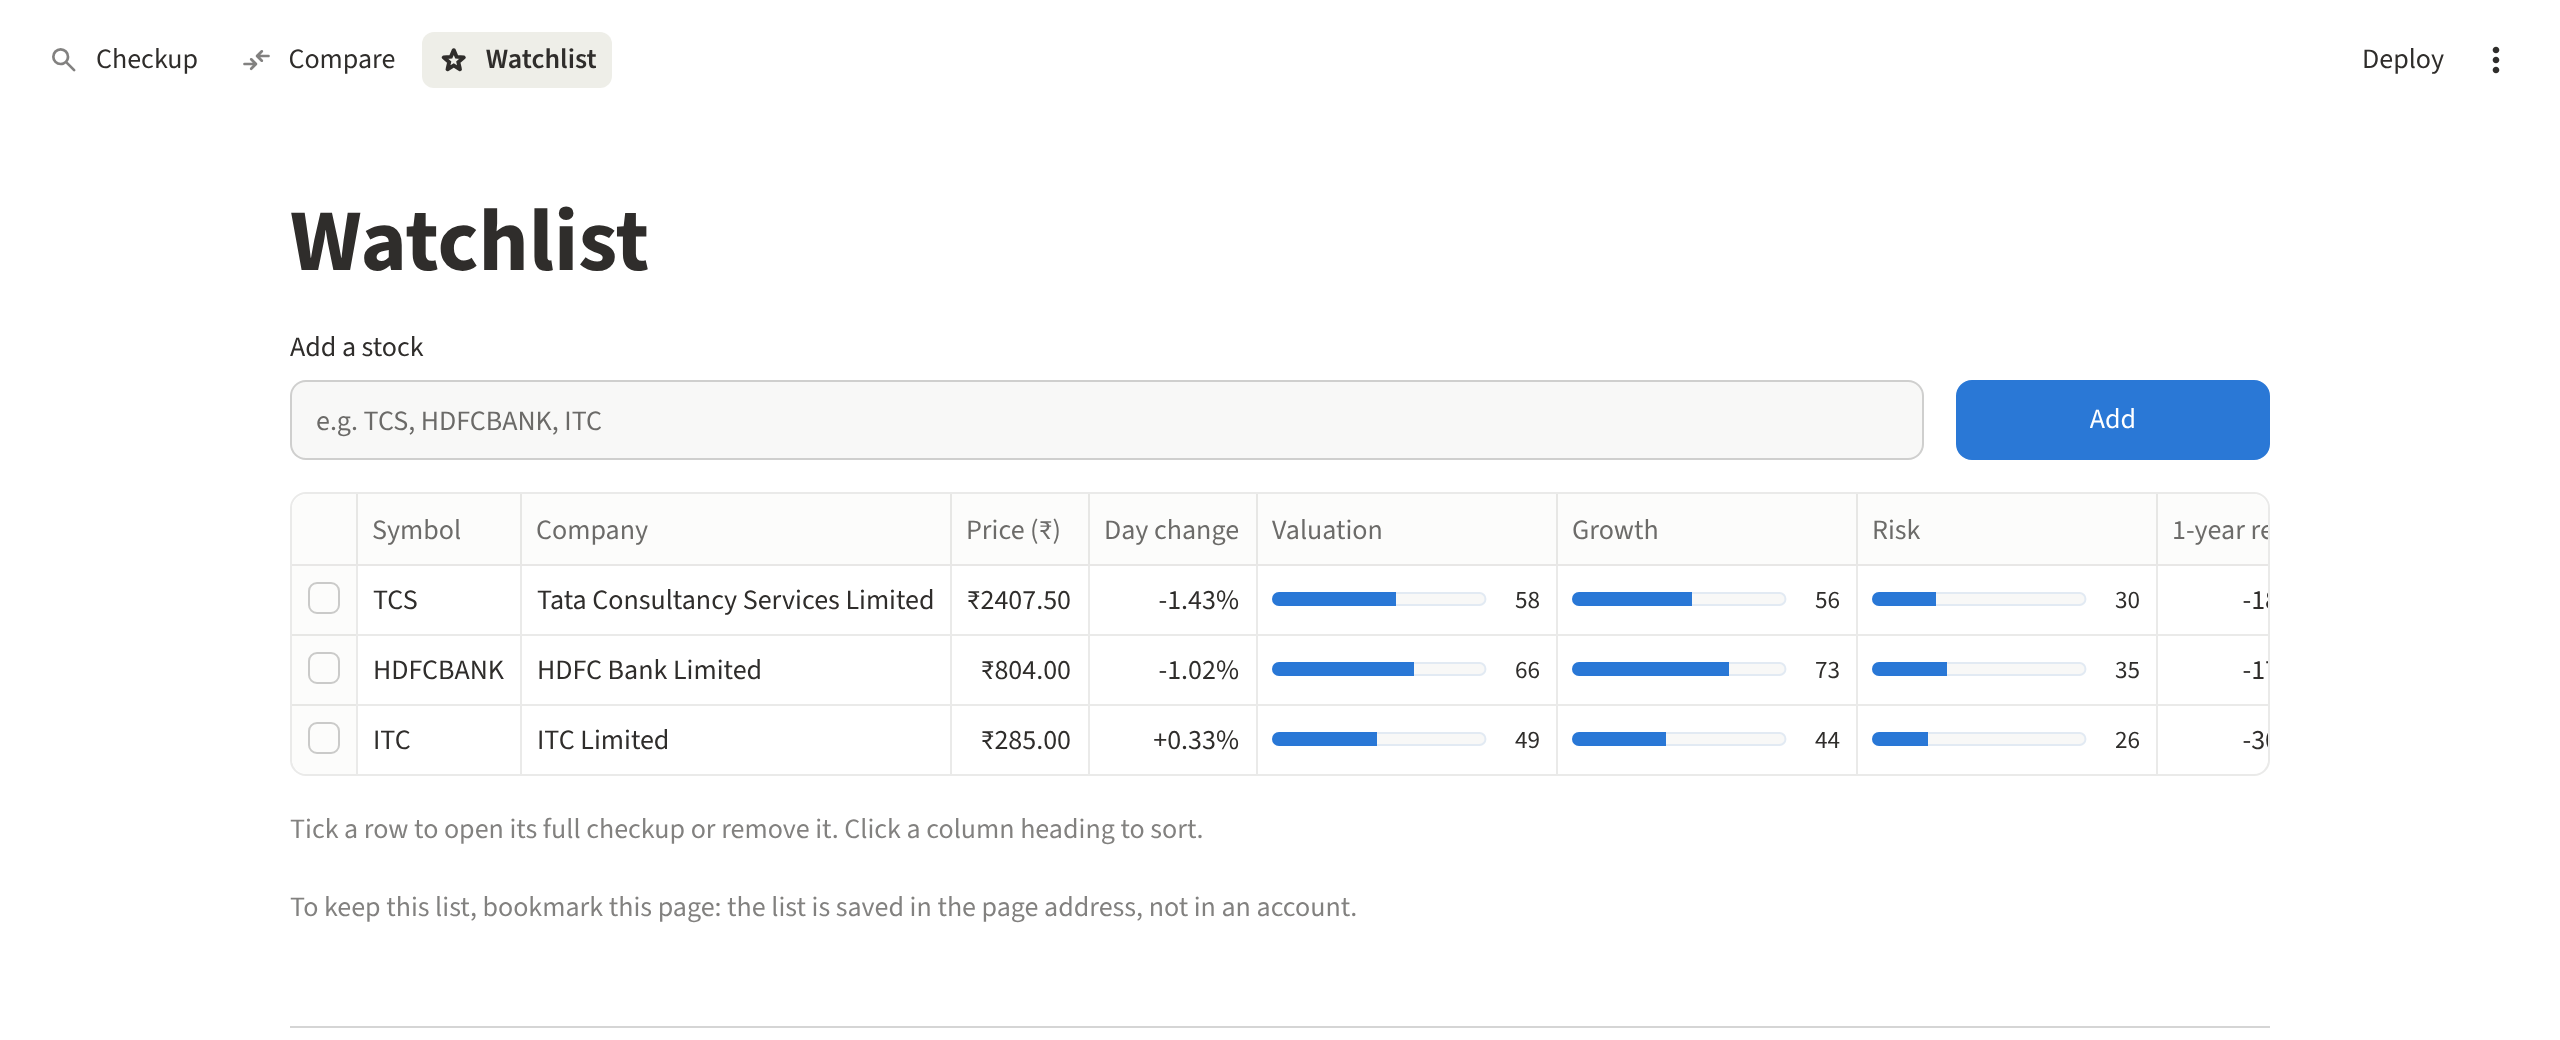 Checkup Compare Watchlist Deploy
Watchlist
Add a stock
e.g. TCS, HDFCBANK, ITC Add
Symbol Company Price (₹) Day change Valuation Growth Risk 1-year
TCS Tata Consultancy Services Limited ₹2407.50 -1.43% 58 56 30
HDFCBANK HDFC Bank Limited ₹804.00 -1.02% 66 73 35
ITC ITC Limited ₹285.00 +0.33% 49 44 26
Tick a row to open its full checkup or remove it. Click a column heading to sort.
To keep this list, bookmark this page: the list is saved in the page address, not in an account.